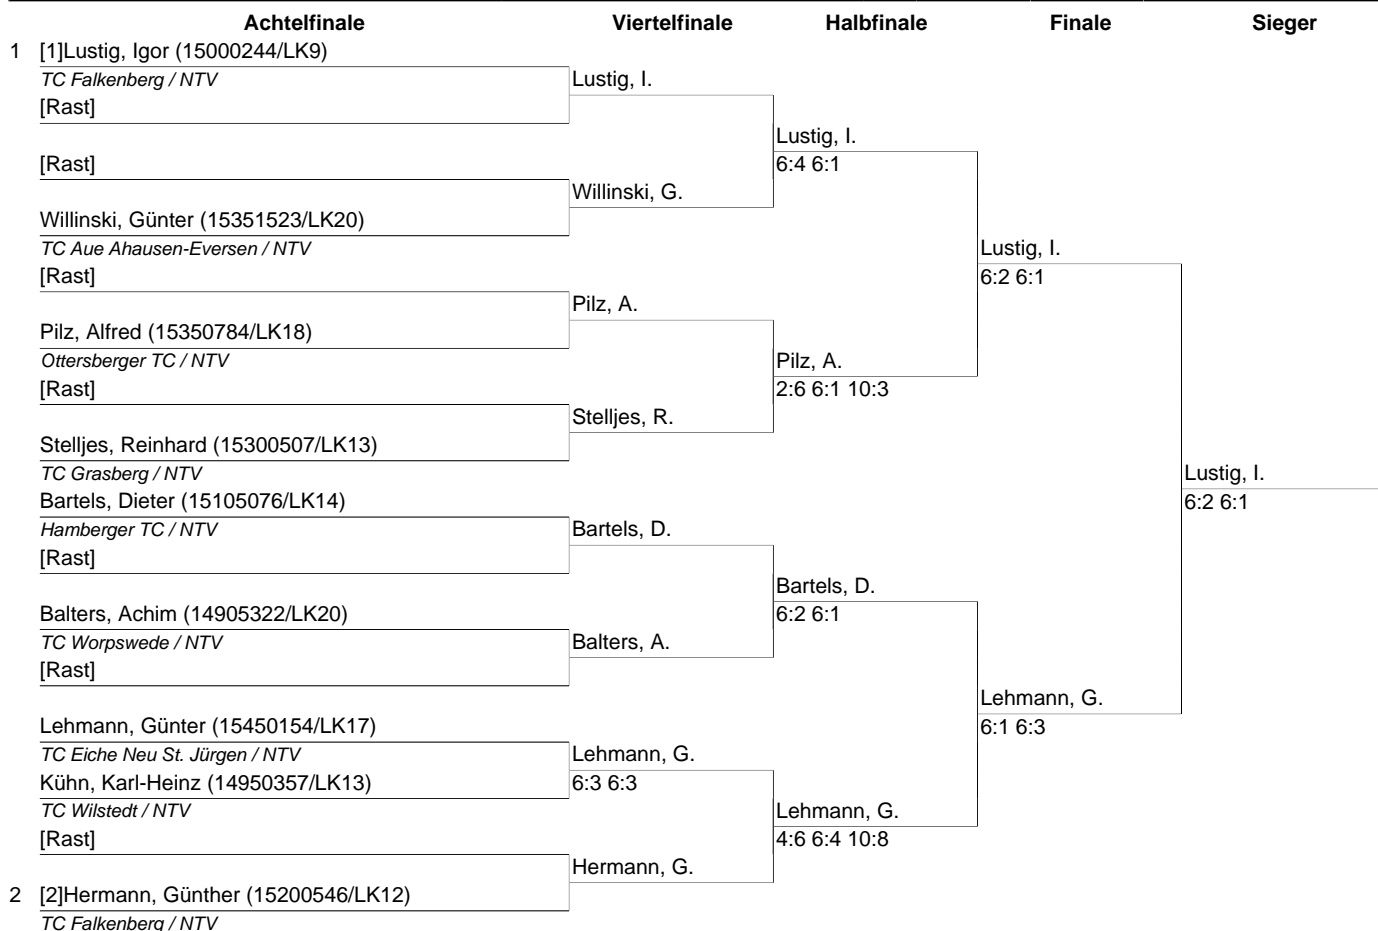 Achtelfinale Viertelfinale Halbfinale Finale Sieger
1 [1]Lustig, Igor (15000244/LK9)
TC Falkenberg / NTV Lustig, I.
[Rast]
Lustig, I.
[Rast] 6:4 6:1
Willinski, G.
Willinski, Günter (15351523/LK20)
TC Aue Ahausen-Eversen / NTV Lustig, I.
[Rast] 6:2 6:1
Pilz, A.
Pilz, Alfred (15350784/LK18)
Ottersberger TC / NTV Pilz, A.
[Rast] 2:6 6:1 10:3
Stelljes, R.
Stelljes, Reinhard (15300507/LK13)
TC Grasberg / NTV Lustig, I.
Bartels, Dieter (15105076/LK14) 6:2 6:1
Hamberger TC / NTV Bartels, D.
[Rast]
Bartels, D.
Balters, Achim (14905322/LK20) 6:2 6:1
TC Worpswede / NTV Balters, A.
[Rast]
Lehmann, G.
Lehmann, Günter (15450154/LK17) 6:1 6:3
TC Eiche Neu St. Jürgen / NTV Lehmann, G.
Kühn, Karl-Heinz (14950357/LK13) 6:3 6:3
TC Wilstedt / NTV Lehmann, G.
[Rast] 4:6 6:4 10:8
Hermann, G.
2 [2]Hermann, Günther (15200546/LK12)
TC Falkenberg / NTV